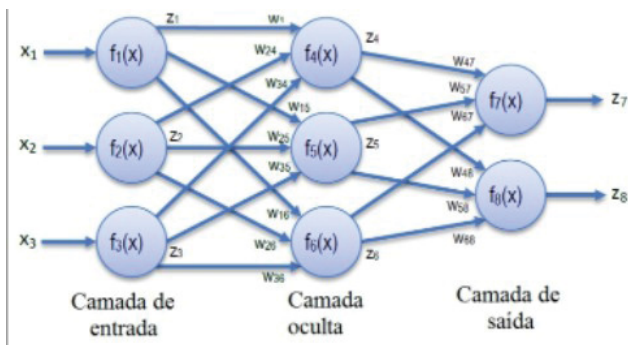 z1 w1 z4
x1 f1(x) w24 f4(x) w47
w34 w57 f7(x) z7
w15 w67
x2 f2(x) z2 w25 f5(x) z5
w35 w48 f8(x) z8
w16 w58
x3 f3(x) z3 w26 f6(x) z6 w68
w36
Camada de
entrada
Camada
oculta
Camada de
saída